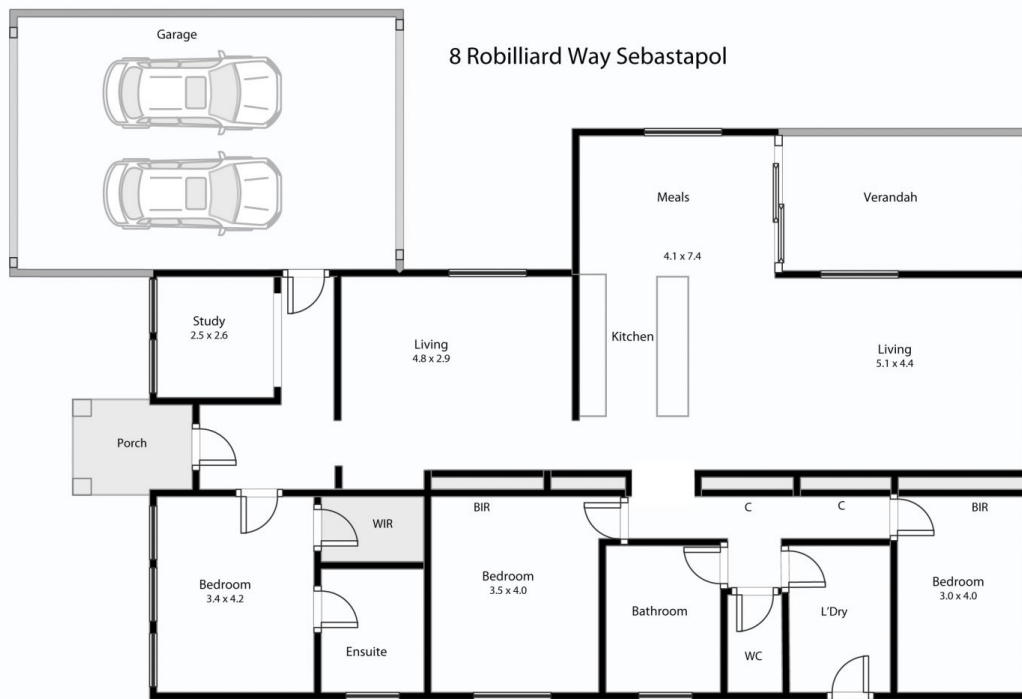 Garage
8 Robilliard Way Sebastapol
Meals
4.1 x 7.4
Verandah
Study
2.5 x 2.6
Living
4.8 x 2.9
Kitchen
Living
5.1 x 4.4
Porch
BIR
C
C
BIR
WIR
Bedroom
3.4 x 4.2
Bedroom
3.5 x 4.0
Bedroom
3.0 x 4.0
Bathroom
L'Dry
Ensuite
WC